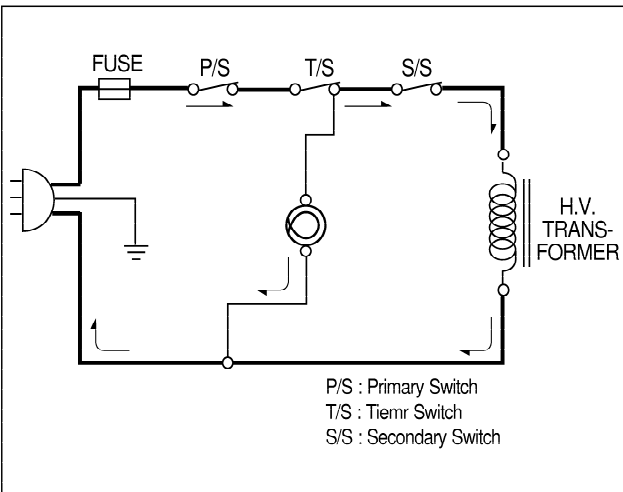 FUSE
P/S
T/S
S/S
H.V.
TRANS-
FORMER
P/S : Primary Switch
T/S : Tiemr Switch
S/S : Secondary Switch